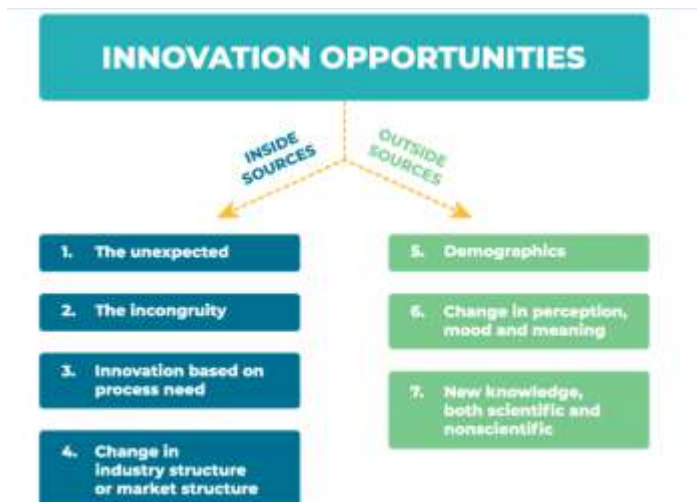 INNOVATION OPPORTUNITIES
INSIDE
SOURCES
OUTSIDE
SOURCES
1. The unexpected
2. The incongruity
3. Innovation based on
process need
4. Change in
industry structure
or market structure
5. Demographics
6. Change in perception,
mood and meaning
7. New knowledge,
both scientific and
nonscientific